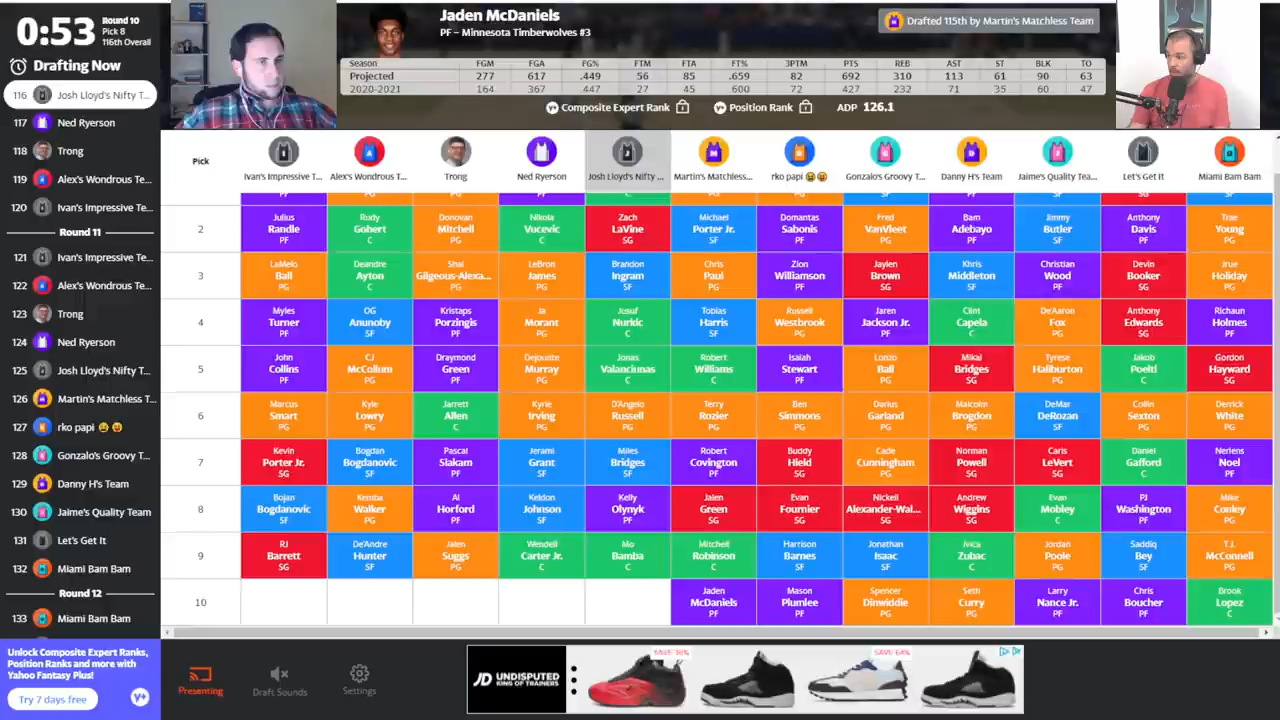 0:53
Round 10
Pick 8
116th Overall
Drafting Now
116 Josh Lloyd's Nifty T...
117 Ned Ryerson
118 Trong
119 Alex's Wondrous Te...
120 Ivan's Impressive Te...
Round 11
121 Ivan's Impressive Te...
122 Alex's Wondrous Te...
123 Trong
124 Ned Ryerson
125 Josh Lloyd's Nifty T...
126 Martin's Matchless T...
127 rko papi
128 Gonzalo's Groovy T...
129 Danny H's Team
130 Jaime's Quality Team
131 Let's Get It
Miami Bam Bam
Round 12
133 Miami Bam Bam
Unlock Composite Expert Ranks,
Position Ranks and more with
Yahoo Fantasy Plus!
Try 7 days free
Y+
Jaden McDaniels
PF – Minnesota Timberwolves #3
Drafted 115th by Martin's Matchless Team
Season FGM FGA FG% FTM FTA FT% 3PTM PTS REB AST ST BLK TO
Projected 277 617 .449 56 85 .659 82 692 310 113 61 90 63
2020-2021 164 367 .447 27 45 .600 72 427 232 71 35 60 47
Y+ Composite Expert Rank Y+ Position Rank ADP 126.1
Pick Ivan's Impressive T... Alex's Wondrous T... Trong Ned Ryerson Josh Lloyd's Nifty ... Martin's Matchless... rko papi Gonzalo's Groovy T... Danny H's Team Jaime's Quality Tea... Let's Get It Miami Bam Bam
PF PG PG PF C SF PG SF PF SF SG SF
Julius Rudy Donovan Nikola Zach Michael Domantas Fred Bam Jimmy Anthony Trae
2 Randle Gobert Mitchell Vucevic LaVine Porter Jr. Sabonis VanVleet Adebayo Butler Davis Young
PF C PG C SG SF PF PG PF SF PF PG
LaMelo Deandre Shai LeBron Brandon Chris Zion Jaylen Khris Christian Devin Jrue
3 Ball Ayton Gilgeous-Alexa... James Ingram Paul Williamson Brown Middleton Wood Booker Holiday
PG C PG PG SF PG PF SG SF PF SG PG
Myles OG Kristaps Ja Jusuf Tobias Russell Jaren Clint De'Aaron Anthony Richaun
4 Turner Anunoby Porzingis Morant Nurkic Harris Westbrook Jackson Jr. Capela Fox Edwards Holmes
PF SF PF PG C SF PG PF C PG SG PF
John CJ Draymond Dejounte Jonas Robert Isaiah Lonzo Mikal Tyrese Jakob Gordon
5 Collins McCollum Green Murray Valanciunas Williams Stewart Ball Bridges Haliburton Poeltl Hayward
PF PG PF PG C C PF PG SG PG C SG
Marcus Kyle Jarrett Kyrie D'Angelo Terry Ben Darius Malcolm DeMar Collin Derrick
6 Smart Lowry Allen Irving Russell Rozier Simmons Garland Brogdon DeRozan Sexton White
PG PG C PG PG PG PG PG PG SF PG PG
Kevin Bogdan Pascal Jerami Miles Robert Buddy Cade Norman Caris Daniel Nerlens
7 Porter Jr. Bogdanovic Siakam Grant Bridges Covington Hield Cunningham Powell LeVert Gafford Noel
SG SF PF SF SF PF SG PG SG SG C PF
Bojan Kemba Al Keldon Kelly Jalen Evan Nickeil Andrew Evan PJ Mike
8 Bogdanovic Walker Horford Johnson Olynyk Green Fournier Alexander-Wal... Wiggins Mobley Washington Conley
SF PG PF SF PF SG SG SG SG C PF PG
RJ De'Andre Jalen Wendell Mo Mitchell Harrison Jonathan Ivica Jordan Saddiq T.J.
9 Barrett Hunter Suggs Carter Jr. Bamba Robinson Barnes Isaac Zubac Poole Bey McConnell
SG SF PG C C C SF SF C PG SF PG
Jaden Mason Spencer Seth Larry Chris Brook
10 McDaniels Plumlee Dinwiddie Curry Nance Jr. Boucher Lopez
PF PF PG PG PF PF C
Presenting
Draft Sounds
Settings
JD UNDISPUTED
KING OF TRAINERS
SAVE 64%